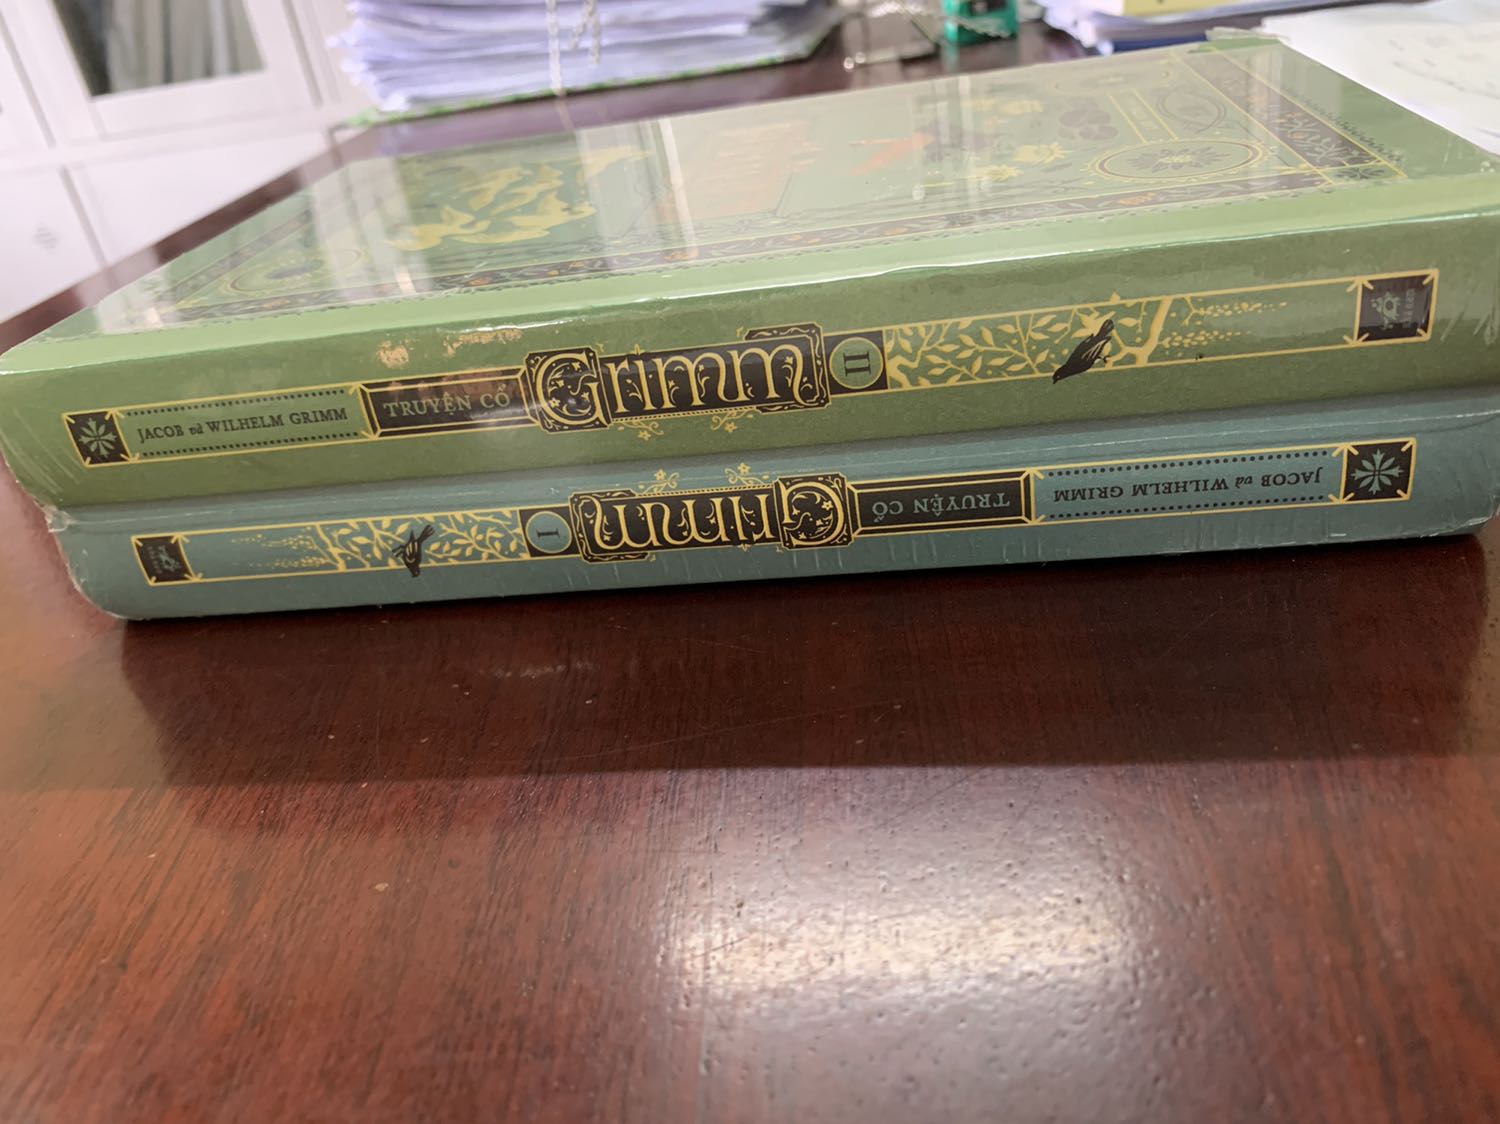 JACOB và WILHELM GRIMM TRUYỆN CỔ Grimm II
JACOB và WILHELM GRIMM TRUYỆN CỔ Grimm I